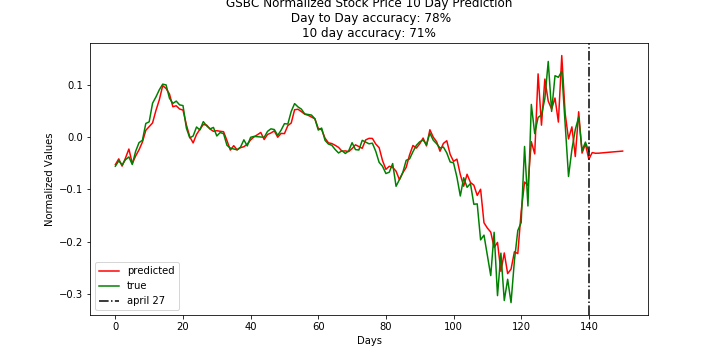 GSBC Normalized Stock Price 10 Day Prediction
Day to Day accuracy: 78%
10 day accuracy: 71%
Normalized Values
0.1
0.0
−0.1
−0.2
−0.3
predicted
true
april 27
0
20
40
60
80
100
120
140
Days